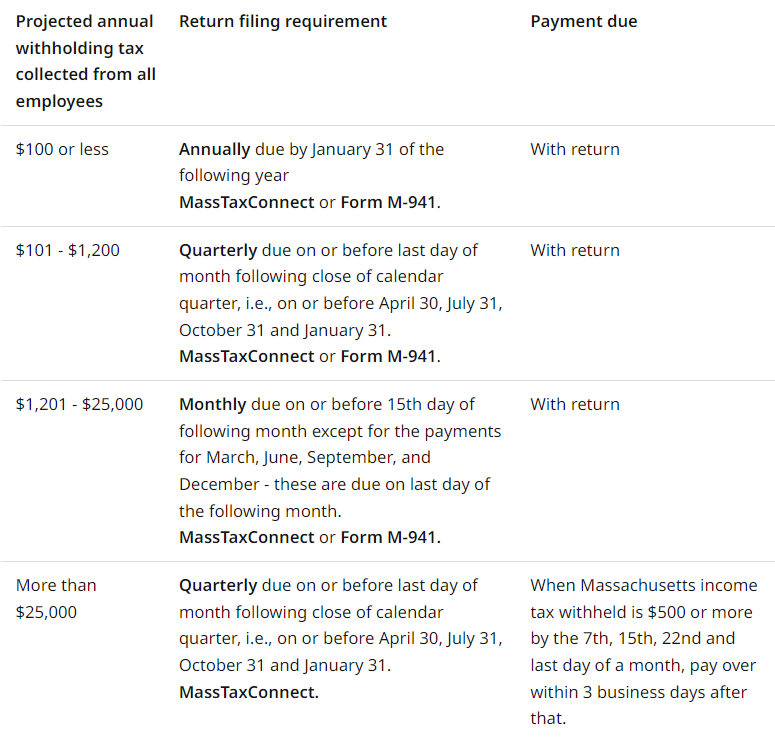 Projected annual
withholding tax
collected from all
employees
Return filing requirement
Payment due
$100 or less
Annually due by January 31 of the
following year
MassTaxConnect or Form M-941.
With return
$101 - $1,200
Quarterly due on or before last day of
month following close of calendar
quarter, i.e., on or before April 30, July 31,
October 31 and January 31.
MassTaxConnect or Form M-941.
With return
$1,201 - $25,000
Monthly due on or before 15th day of
following month except for the payments
for March, June, September, and
December - these are due on last day of
the following month.
MassTaxConnect or Form M-941.
With return
More than
$25,000
Quarterly due on or before last day of
month following close of calendar
quarter, i.e., on or before April 30, July 31,
October 31 and January 31.
MassTaxConnect.
When Massachusetts income
tax withheld is $500 or more
by the 7th, 15th, 22nd and
last day of a month, pay over
within 3 business days after
that.